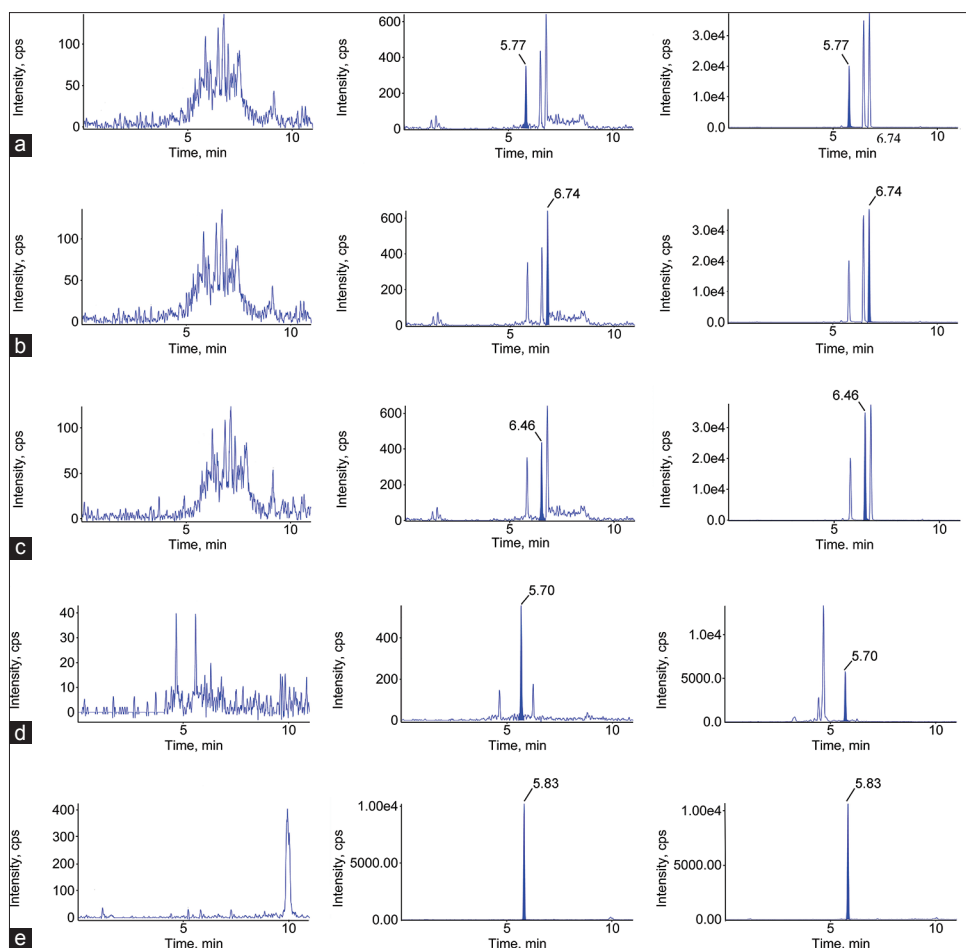 Intensity, cps
100
50
0
5
10
Time, min
Intensity, cps
600
400
200
0
5.77
5
10
Time, min
Intensity, cps
3.0e4
2.0e4
1.0e4
0.0
5.77
5
6.74
10
Time, min
a
Intensity, cps
100
50
0
5
10
Time, min
Intensity, cps
600
400
200
0
6.74
5
10
Time, min
Intensity, cps
3.0e4
2.0e4
1.0e4
0.0
6.74
5
10
Time, min
b
Intensity, cps
100
50
0
5
10
Time, min
Intensity, cps
600
400
200
0
6.46
5
10
Time, min
Intensity, cps
3.0e4
2.0e4
1.0e4
0.0
6.46
5
10
Time. min
c
Intensity, cps
40
30
20
10
0
5
10
Time, min
Intensity, cps
400
200
0
5.70
5
10
Time, min
Intensity, cps
1.0e4
5000.0
0.0
5.70
5
10
Time, min
d
Intensity, cps
400
300
200
100
0
5
10
Time, min
Intensity, cps
1.00e4
5000.00
0.00
5.83
5
10
Time, min
Intensity, cps
1.00e4
5000.00
0.00
5.83
5
10
Time, min
e